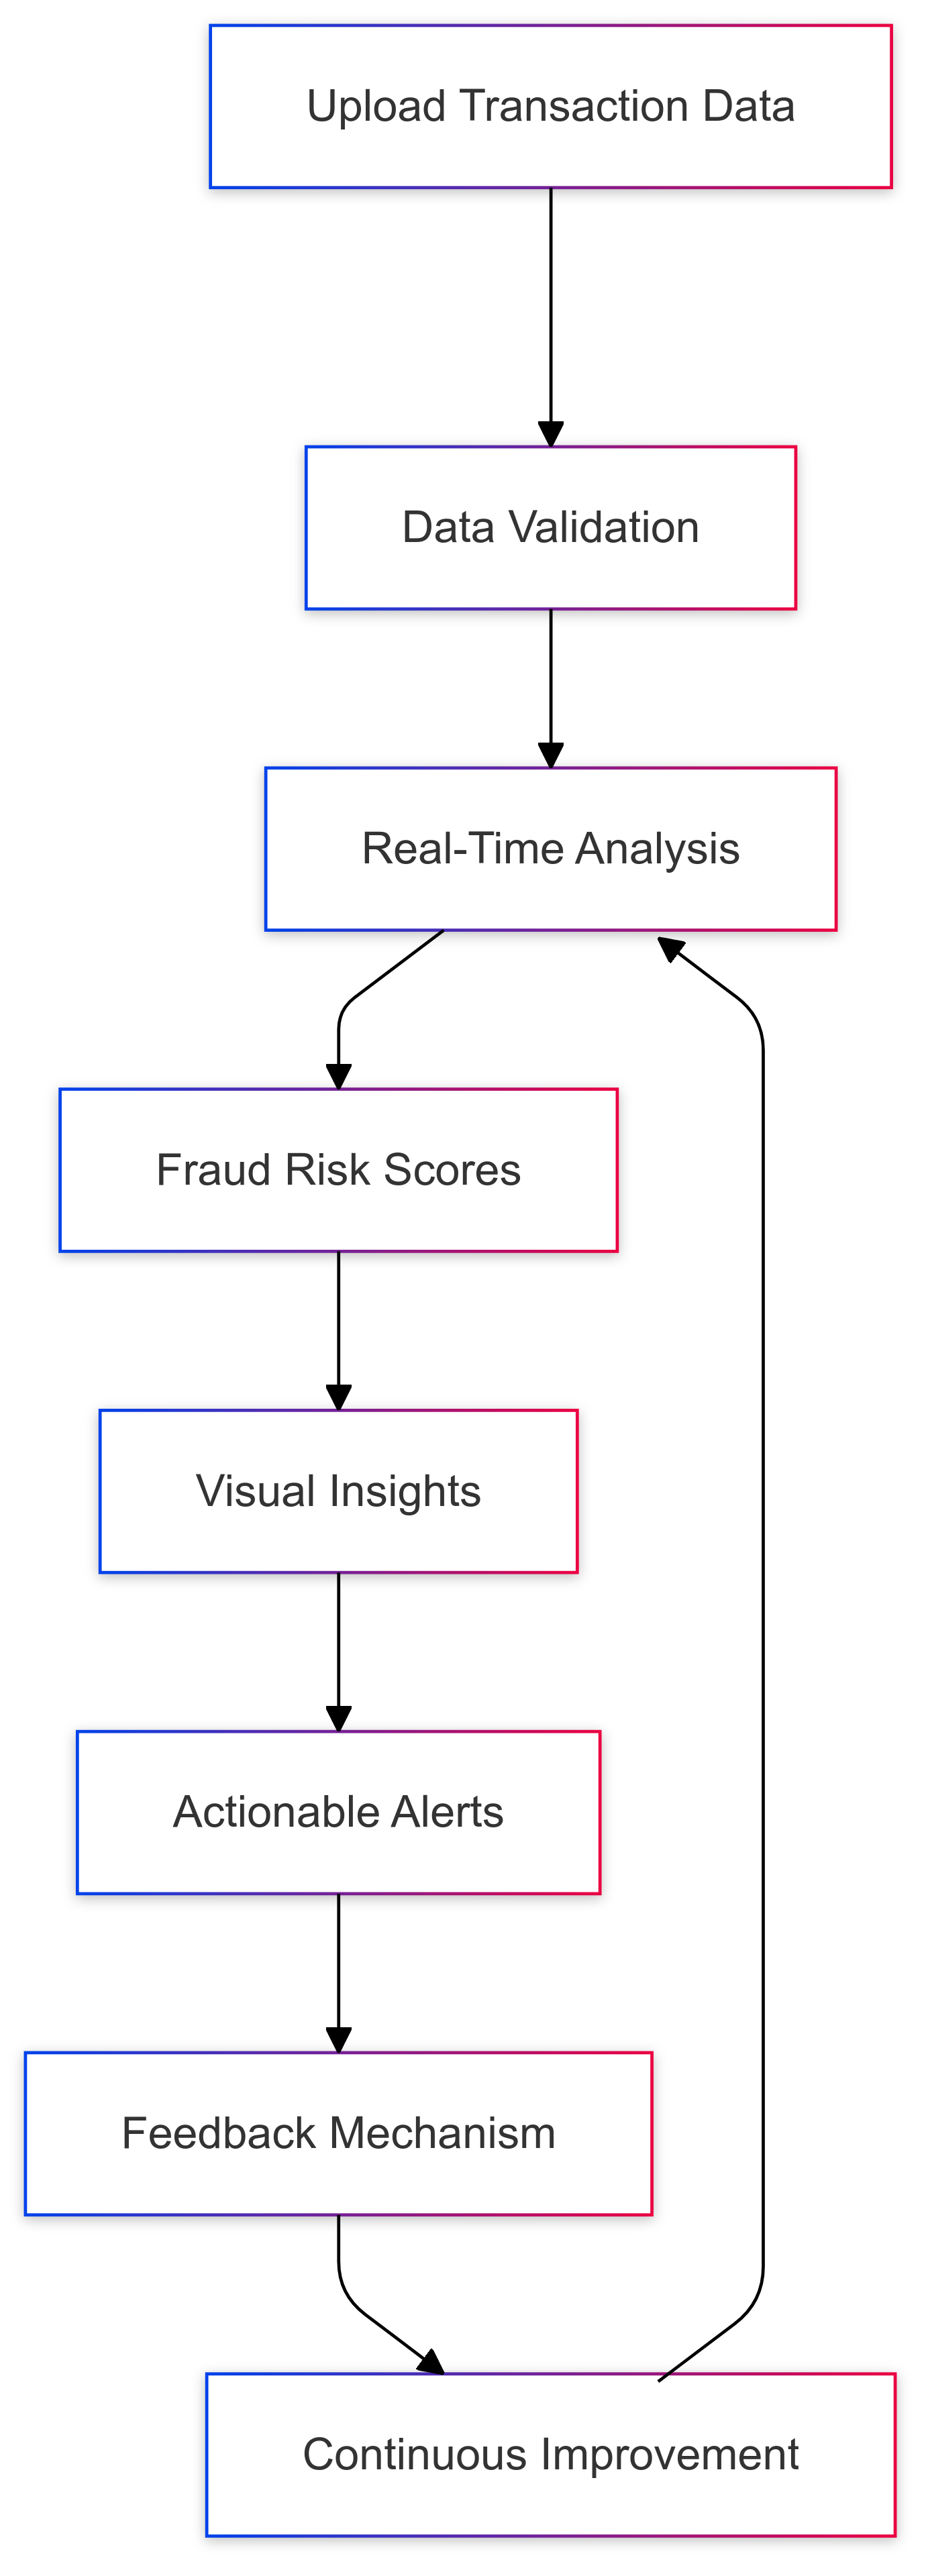 Upload Transaction Data
Data Validation
Real-Time Analysis
Fraud Risk Scores
Visual Insights
Actionable Alerts
Feedback Mechanism
Continuous Improvement